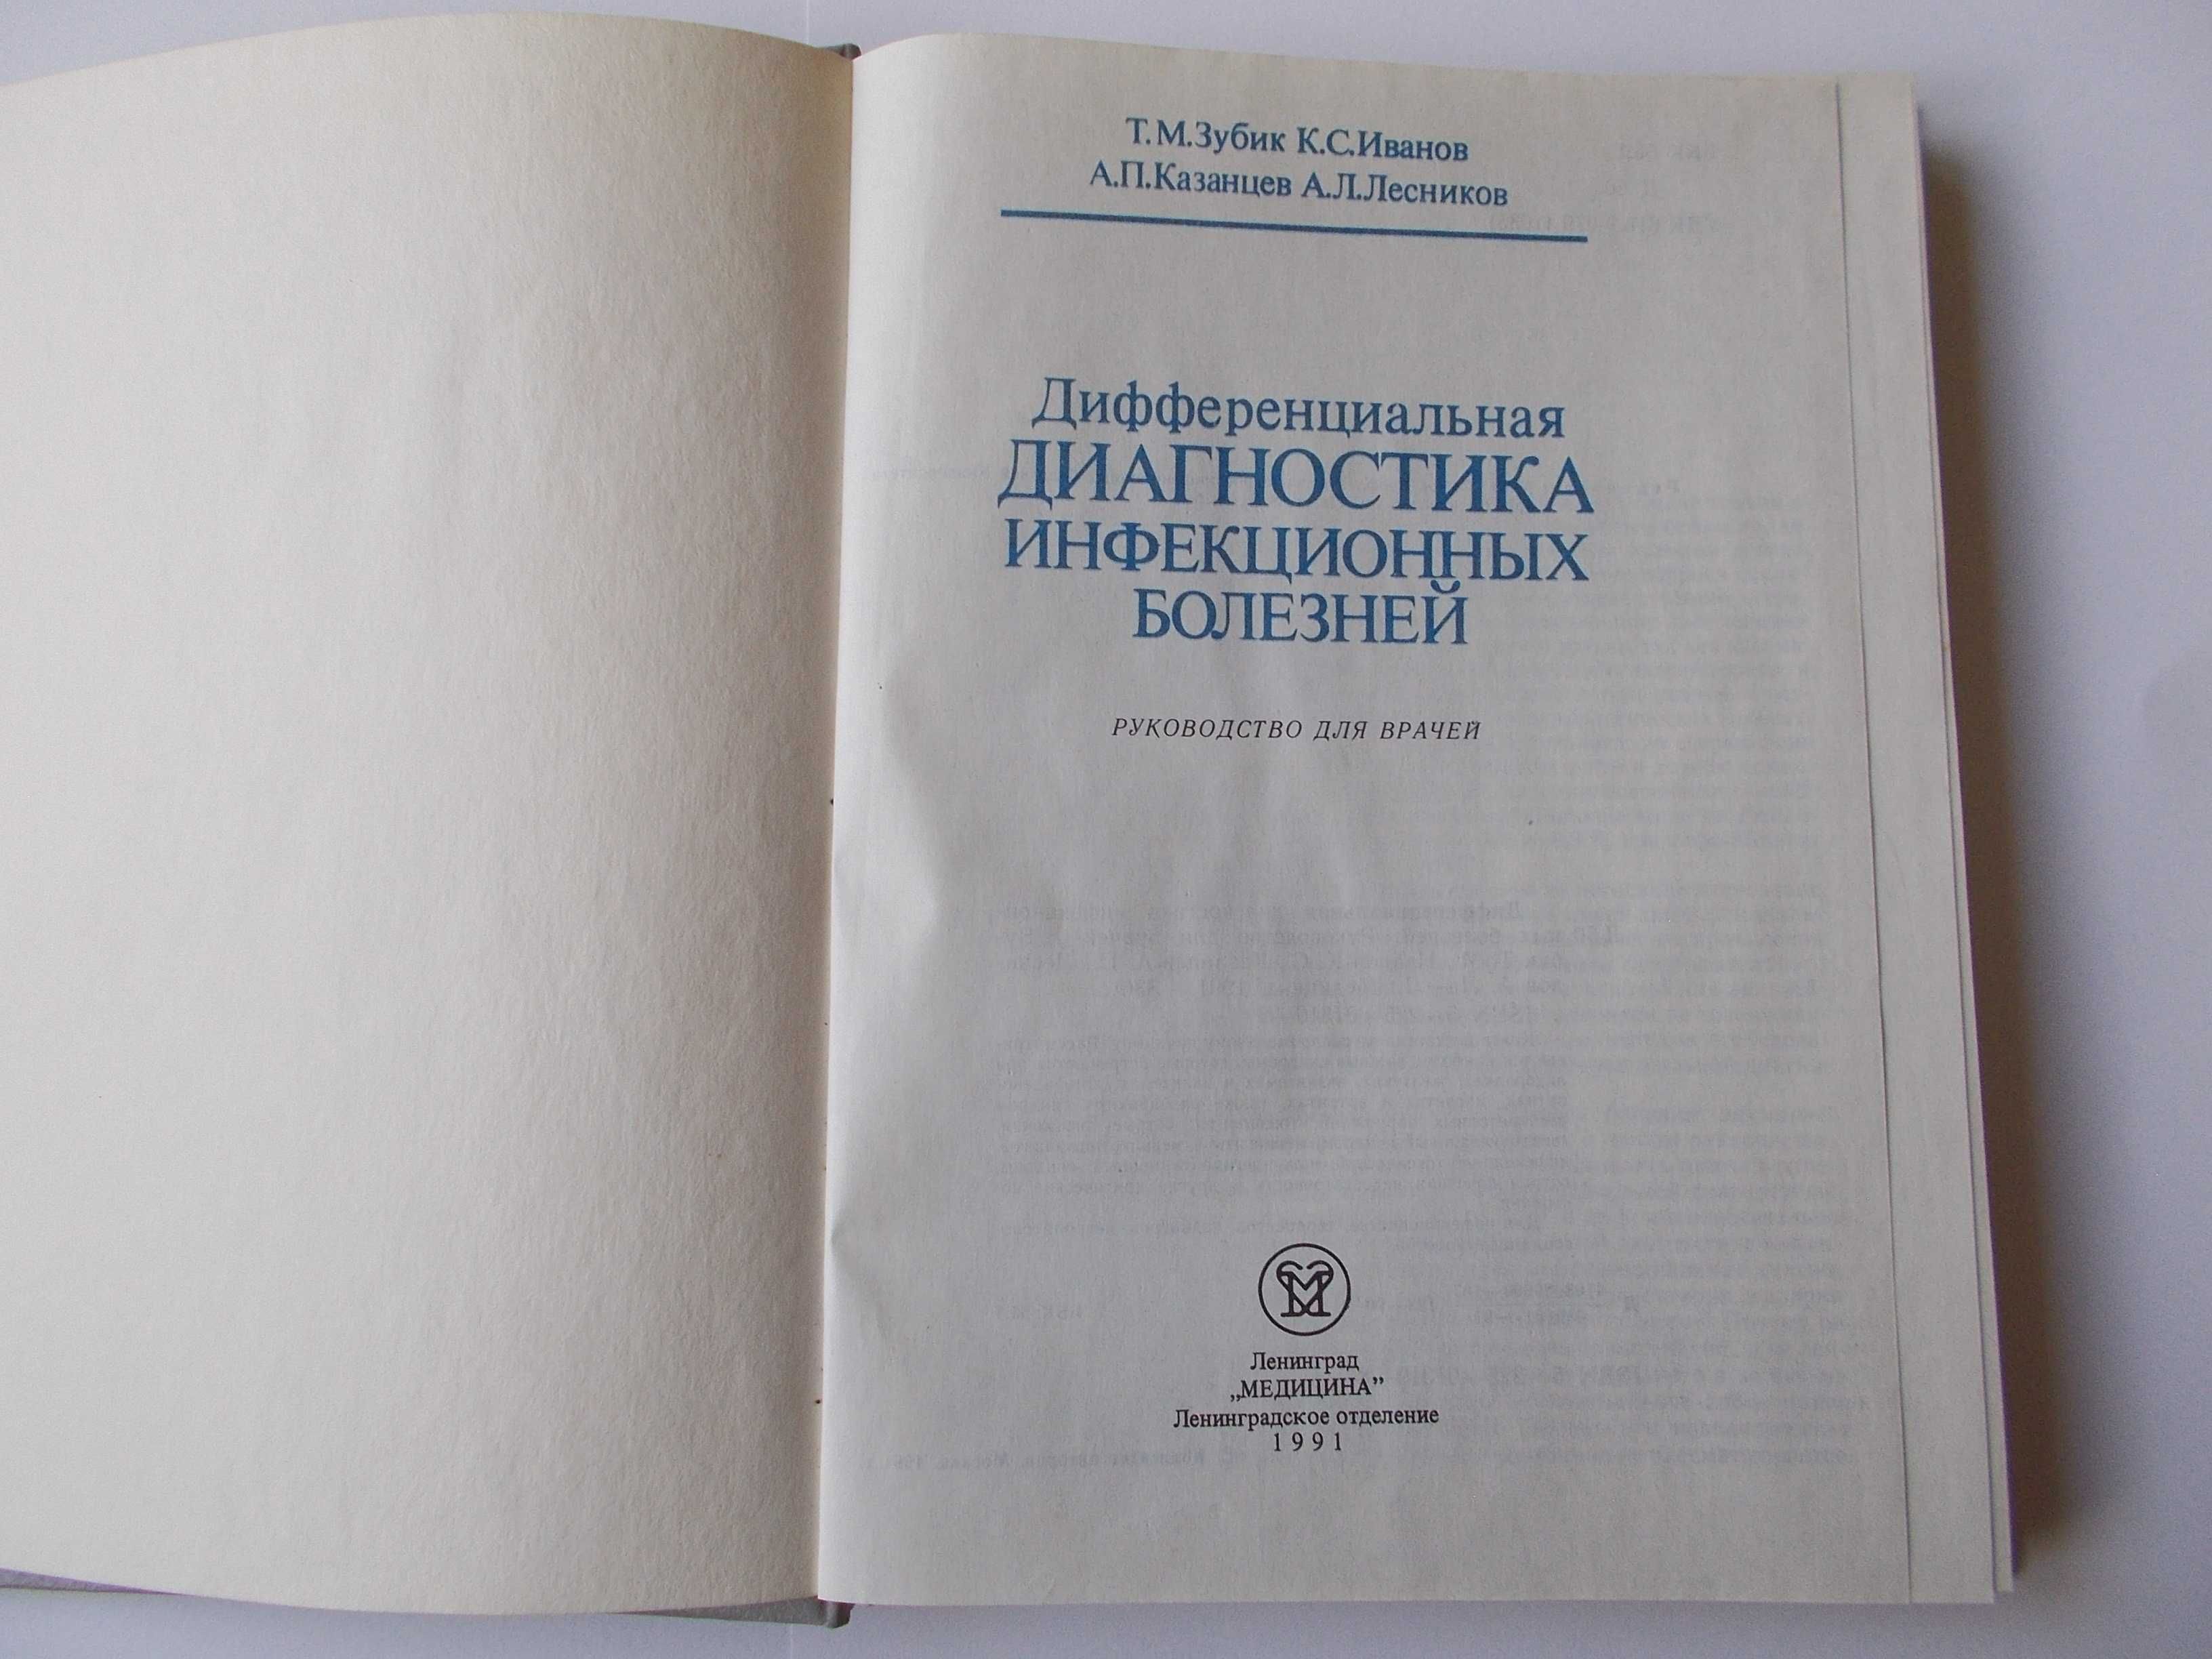 Т.М.Зубик К.С.Иванов
А.П.Казанцев А.Л.Лесников
Дифференциальная
ДИАГНОСТИКА
ИНФЕКЦИОННЫХ
БОЛЕЗНЕЙ
РУКОВОДСТВО ДЛЯ ВРАЧЕЙ
Ленинград
„МЕДИЦИНА”
Ленинградское отделение
1991